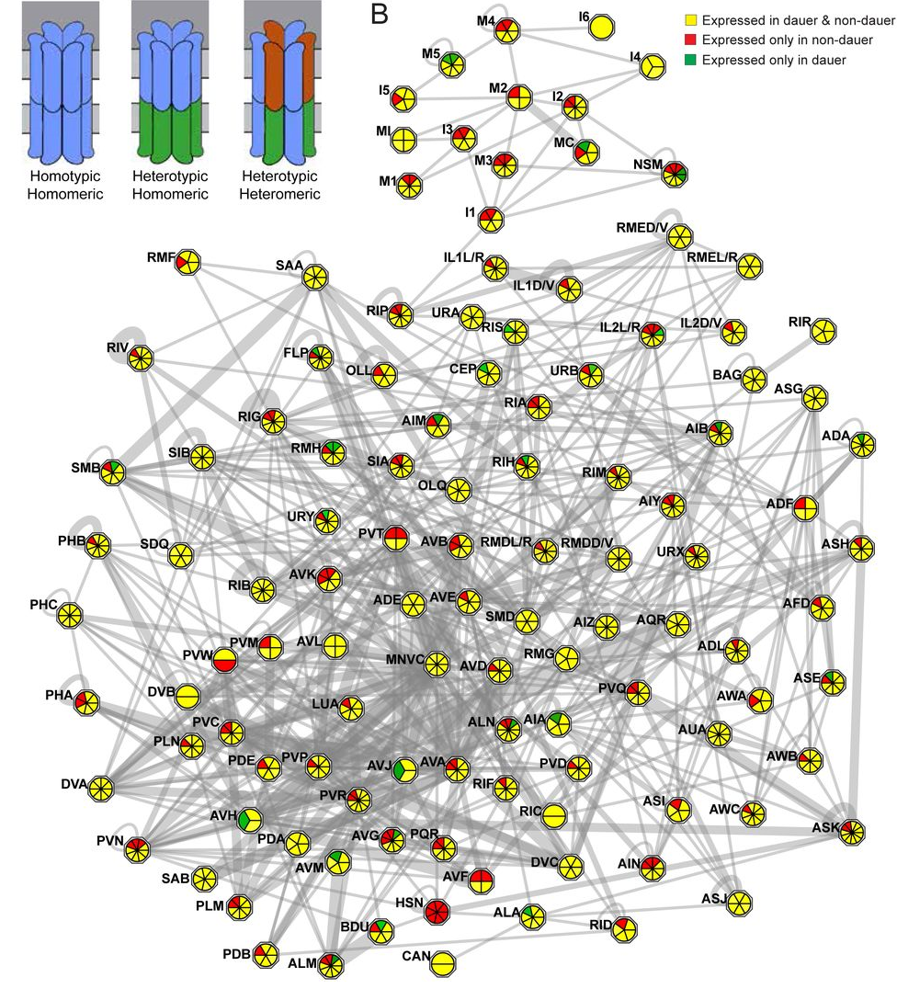 B
Homotypic
Homomeric
Heterotypic
Homomeric
Heterotypic
Heteromeric
Expressed in dauer & non-dauer
Expressed only in non-dauer
Expressed only in dauer
M4
I6
M5
I4
I5
M2
I2
MI
I3
MC
M3
NSM
M1
I1
RMED/V
RMF
SAA
IL1L/R
RMEL/R
IL1D/V
RIP
URA
RIS
IL2L/R
IL2D/V
RIR
RIV
FLP
OLL
CEP
URB
BAG
ASG
RIA
RIG
AIM
AIB
ADA
SMB
SIB
RMH
SIA
RIH
RIM
OLQ
AIY
ADF
URY
PVT
AVB
RMDL/R
RMDD/V
URX
ASH
PHB
SDQ
RIB
AVK
ADE
AVE
SMD
AIZ
AQR
AFD
PHC
PVW
PVM
AVL
MNVC
AVD
RMG
ADL
PVQ
ASE
PHA
DVB
LUA
AWA
PLN
PVC
ALN
AIA
AUA
PDE
PVP
AVJ
AVA
PVD
AWB
DVA
PVR
RIF
RIC
ASI
AWC
ASK
AVH
PVN
PDA
AVG
PQR
AVM
DVC
AIN
SAB
AVF
PLM
HSN
ALA
RID
ASJ
BDU
PDB
ALM
CAN